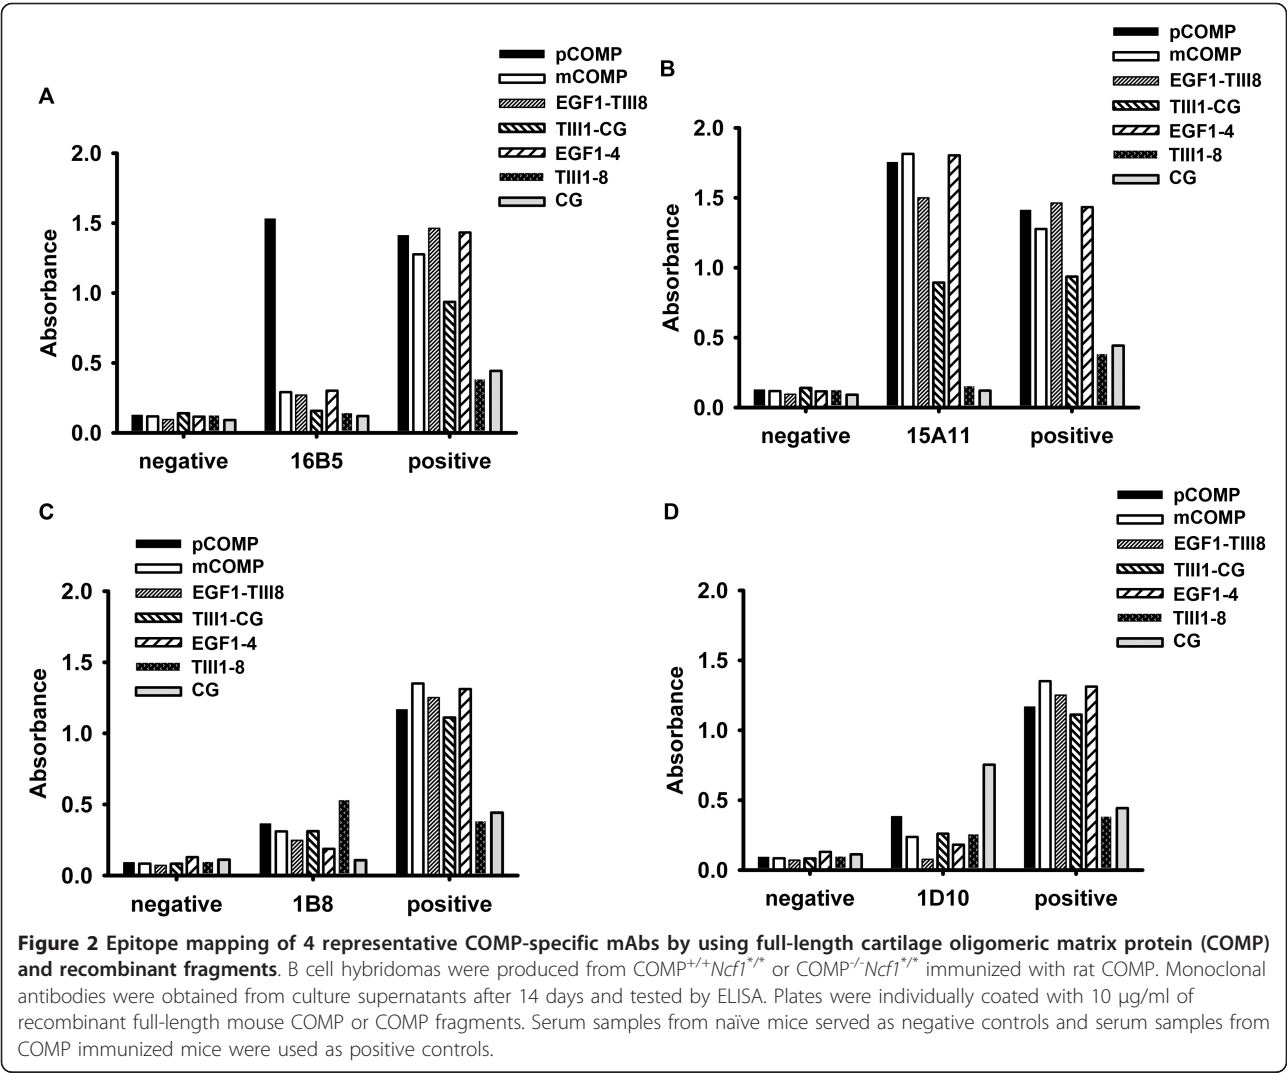 A
pCOMP
mCOMP
EGF1-TIII8
TIII1-CG
EGF1-4
TIII1-8
CG
2.0
1.5
1.0
0.5
0.0
Absorbance
negative 16B5 positive
B
pCOMP
mCOMP
EGF1-TIII8
TIII1-CG
EGF1-4
TIII1-8
CG
2.0
1.5
1.0
0.5
0.0
Absorbance
negative 15A11 positive
C
pCOMP
mCOMP
EGF1-TIII8
TIII1-CG
EGF1-4
TIII1-8
CG
2.0
1.5
1.0
0.5
0.0
Absorbance
negative 1B8 positive
D
pCOMP
mCOMP
EGF1-TIII8
TIII1-CG
EGF1-4
TIII1-8
CG
2.0
1.5
1.0
0.5
0.0
Absorbance
negative 1D10 positive
Figure 2 Epitope mapping of 4 representative COMP-specific mAbs by using full-length cartilage oligomeric matrix protein (COMP)
and recombinant fragments. B cell hybridomas were produced from COMP+/+Ncf1*/* or COMP-/-Ncf1*/* immunized with rat COMP. Monoclonal
antibodies were obtained from culture supernatants after 14 days and tested by ELISA. Plates were individually coated with 10 μg/ml of
recombinant full-length mouse COMP or COMP fragments. Serum samples from naïve mice served as negative controls and serum samples from
COMP immunized mice were used as positive controls.